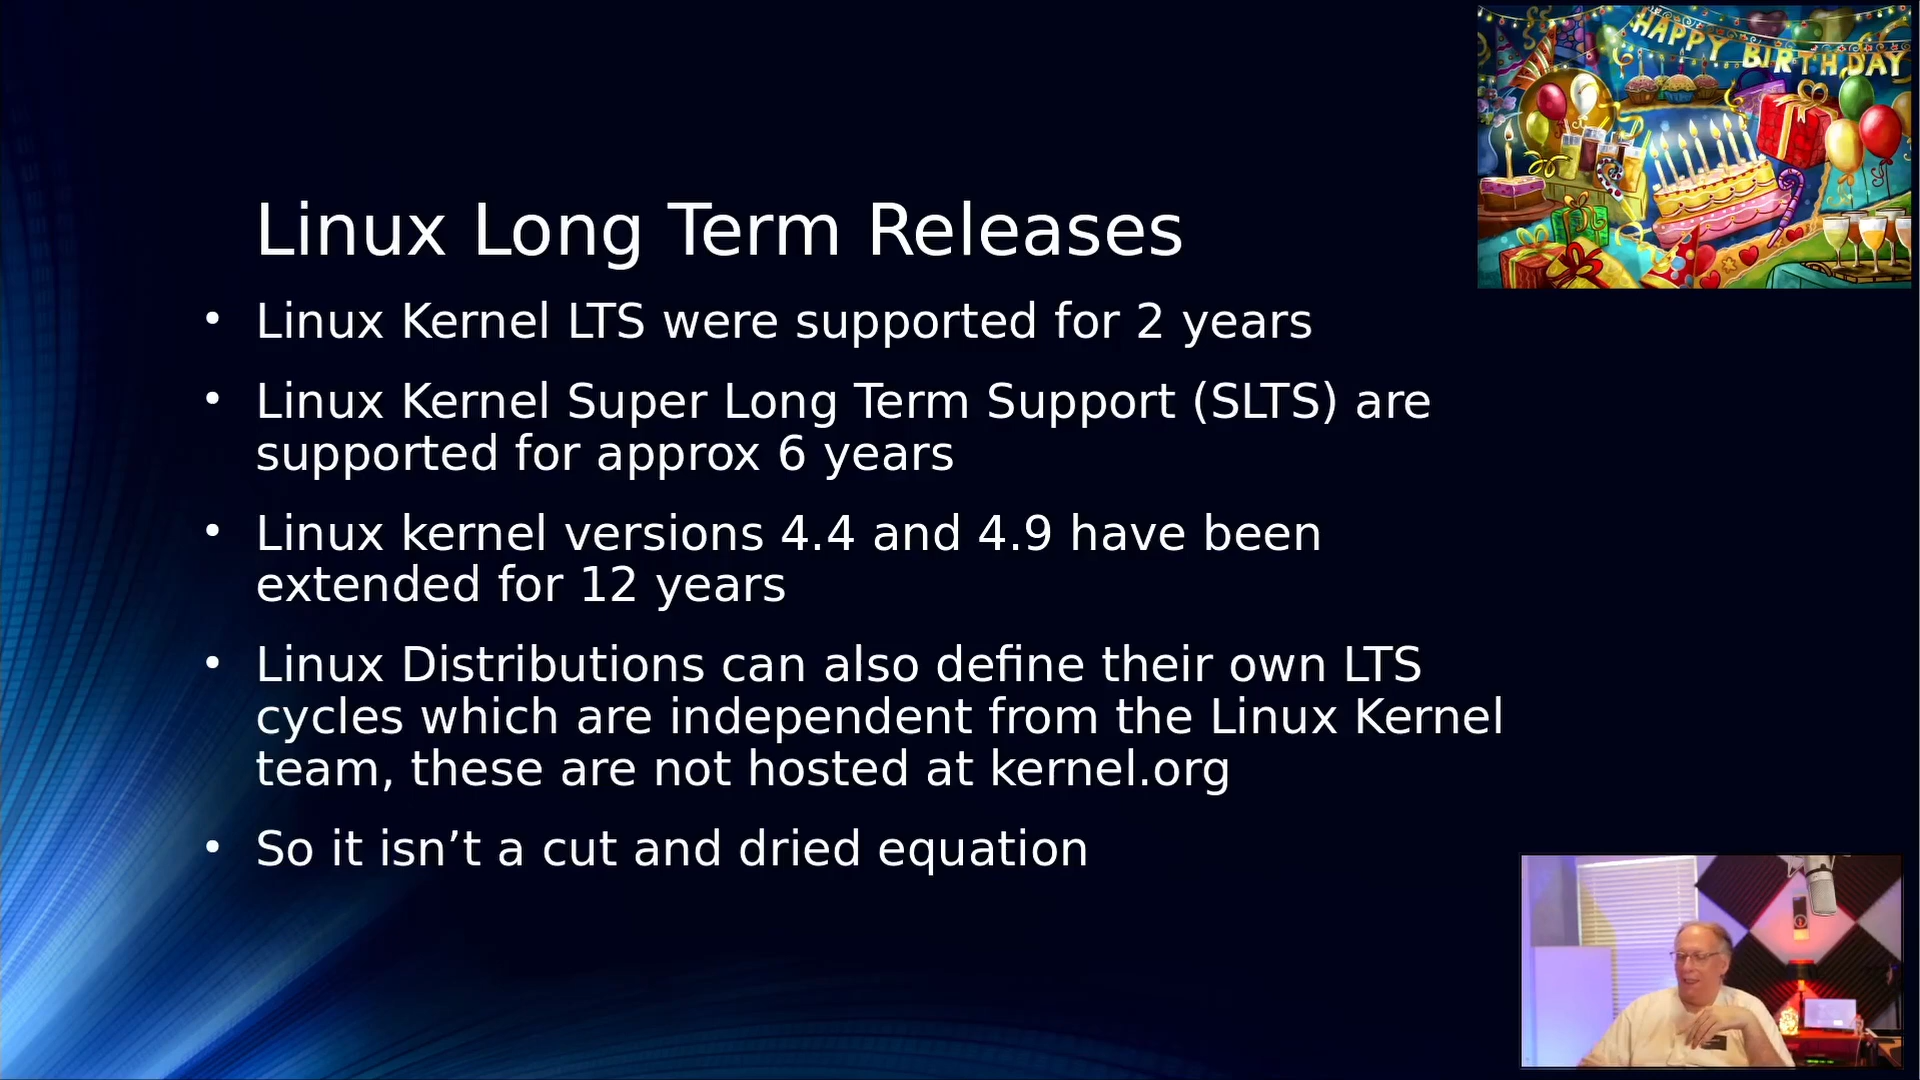 HAPPY BIRTHDAY
Linux Long Term Releases
• Linux Kernel LTS were supported for 2 years
• Linux Kernel Super Long Term Support (SLTS) are
supported for approx 6 years
• Linux kernel versions 4.4 and 4.9 have been
extended for 12 years
• Linux Distributions can also define their own LTS
cycles which are independent from the Linux Kernel
team, these are not hosted at kernel.org
• So it isn’t a cut and dried equation